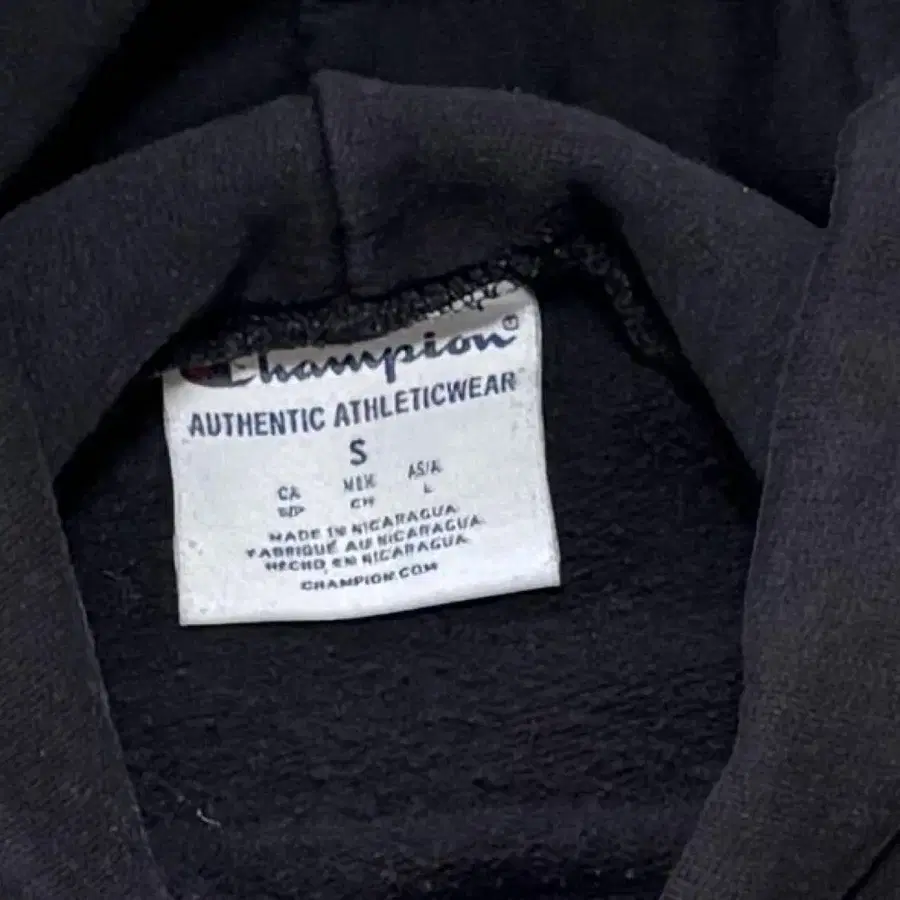 Champion®
AUTHENTIC ATHLETICWEAR
S
CA MEX ASIA
S/P CH L
MADE IN NICARAGUA
FABRIQUÉ AU NICARAGUA
HECHO EN NICARAGUA
CHAMPION.COM